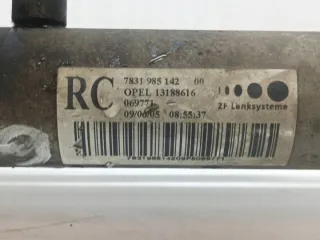 RC
7831 985 142 00
OPEL 13188616
069771
09/06/05 08:55:37
ZF Lenksysteme